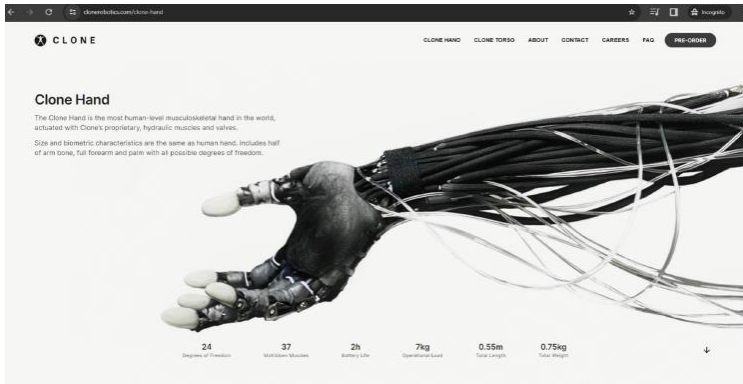 clonerobotics.com/clone-hand
Incognito
CLONE
CLONE HAND CLONE TORSO ABOUT CONTACT CAREERS FAQ PRE-ORDER
Clone Hand
The Clone Hand is the most human-level musculoskeletal hand in the world,
actuated with Clone's proprietary, hydraulic muscles and valves.
Size and biometric characteristics are the same as human hand. Includes half
of arm bone, full forearm and palm with all possible degrees of freedom.
24 37 2h 7kg 0.55m 0.75kg
Degrees of Freedom Muscles Battery Life Operational Load Total Length Total Weight